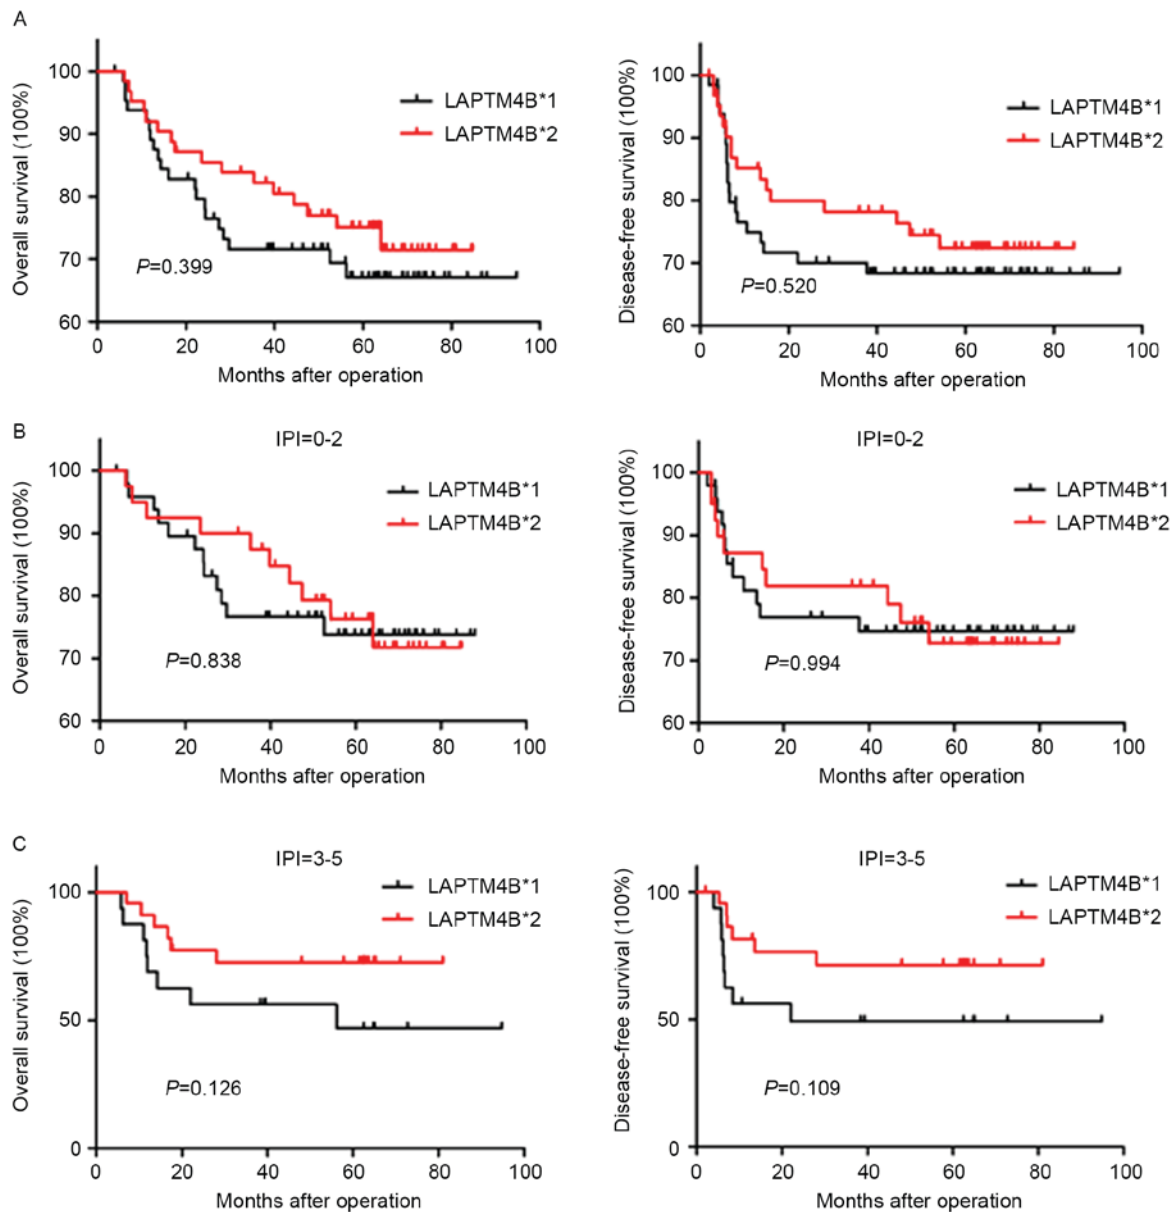 A
Overall survival (100%)
100
90
80
70
60
LAPTM4B*1
LAPTM4B*2
P=0.399
0 20 40 60 80 100
Months after operation
Disease-free survival (100%)
100
90
80
70
60
LAPTM4B*1
LAPTM4B*2
P=0.520
0 20 40 60 80 100
Months after operation
B
IPI=0-2
Overall survival (100%)
100
90
80
70
60
LAPTM4B*1
LAPTM4B*2
P=0.838
0 20 40 60 80 100
Months after operation
IPI=0-2
Disease-free survival (100%)
100
90
80
70
60
LAPTM4B*1
LAPTM4B*2
P=0.994
0 20 40 60 80 100
Months after operation
C
IPI=3-5
Overall survival (100%)
100
50
0
LAPTM4B*1
LAPTM4B*2
P=0.126
0 20 40 60 80 100
Months after operation
IPI=3-5
Disease-free survival (100%)
100
50
0
LAPTM4B*1
LAPTM4B*2
P=0.109
0 20 40 60 80 100
Months after operation